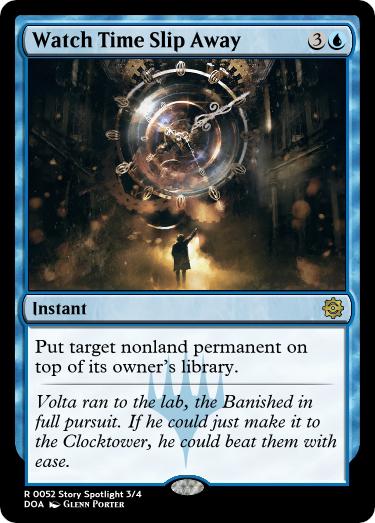 Watch Time Slip Away 3
Instant
Put target nonland permanent on
top of its owner's library.
Volta ran to the lab, the Banished in
full pursuit. If he could just make it to
the Clocktower, he could beat them with
ease.
R 0052 Story Spotlight 3/4
DOA Glenn Porter